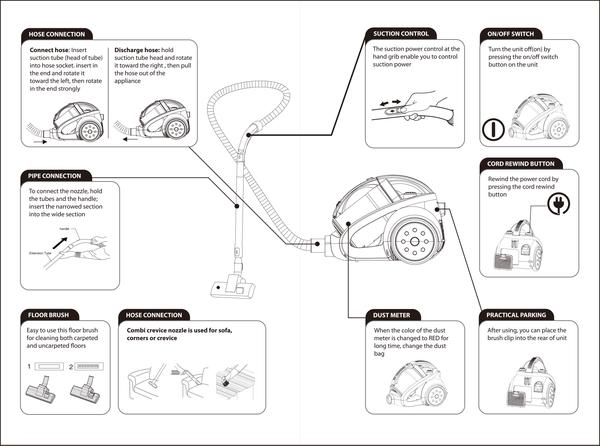 HOSE CONNECTION
Connect hose: Insert
suction tube (head of tube)
into hose socket. insert in
the end and rotate it
toward the left, then rotate
in the end strongly
Discharge hose: hold
suction tube head and rotate
it toward the right , then pull
the hose out of the
appliance
SUCTION CONTROL
The suction power control at the
hand grib enable you to control
suction power
ON/OFF SWITCH
Turn the unit off(on) by
pressing the on/off switch
button on the unit
PIPE CONNECTION
To connect the nozzle, hold
the tubes and the handle;
insert the narrowed section
into the wide section
handle
Extension Tube
CORD REWIND BUTTON
Rewind the power cord by
pressing the cord rewind
button
FLOOR BRUSH
Easy to use this floor brush
for cleaning both carpeted
and uncarpeted floors
1 2
HOSE CONNECTION
Combi crevice nozzle is used for sofa,
corners or crevice
DUST METER
When the color of the dust
meter is changed to RED for
long time, change the dust
bag
PRACTICAL PARKING
After using, you can place the
brush clip into the rear of unit